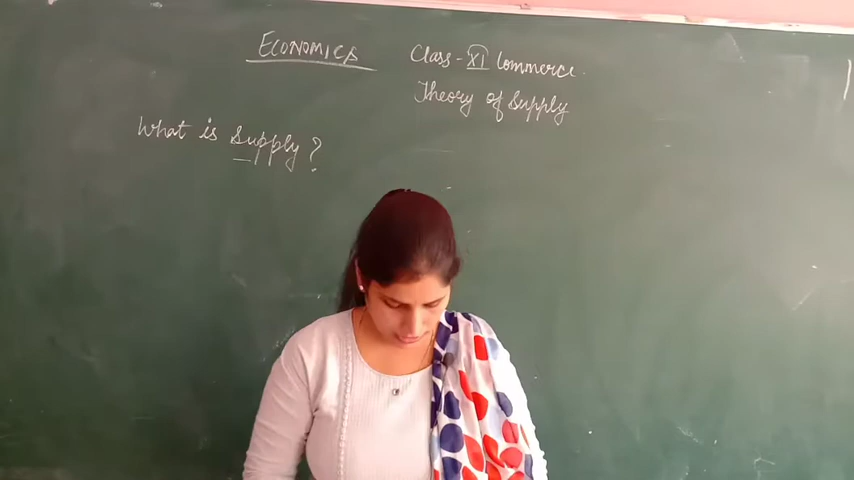 Economics
Class-XI Commerce
Theory of Supply
What is Supply?